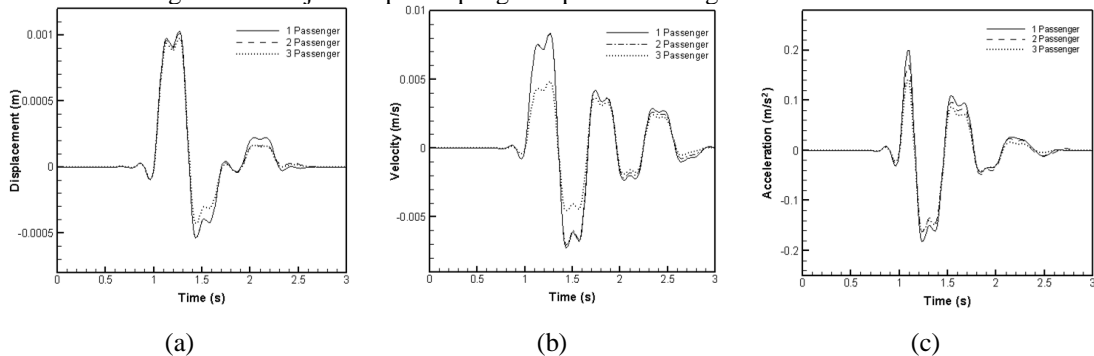 0.001
0.0005
0
-0.0005
Displacement (m)
1 Passenger
2 Passenger
3 Passenger
0 0.5 1 1.5 2 2.5 3
Time (s)
(a)
0.01
0.005
0
-0.005
Velocity (m/s)
1 Passenger
2 Passenger
3 Passenger
0 0.5 1 1.5 2 2.5 3
Time (s)
(b)
0.2
0.1
0
-0.1
-0.2
Acceleration (m/s²)
1 Passenger
2 Passenger
3 Passenger
0 0.5 1 1.5 2 2.5 3
Time (s)
(c)